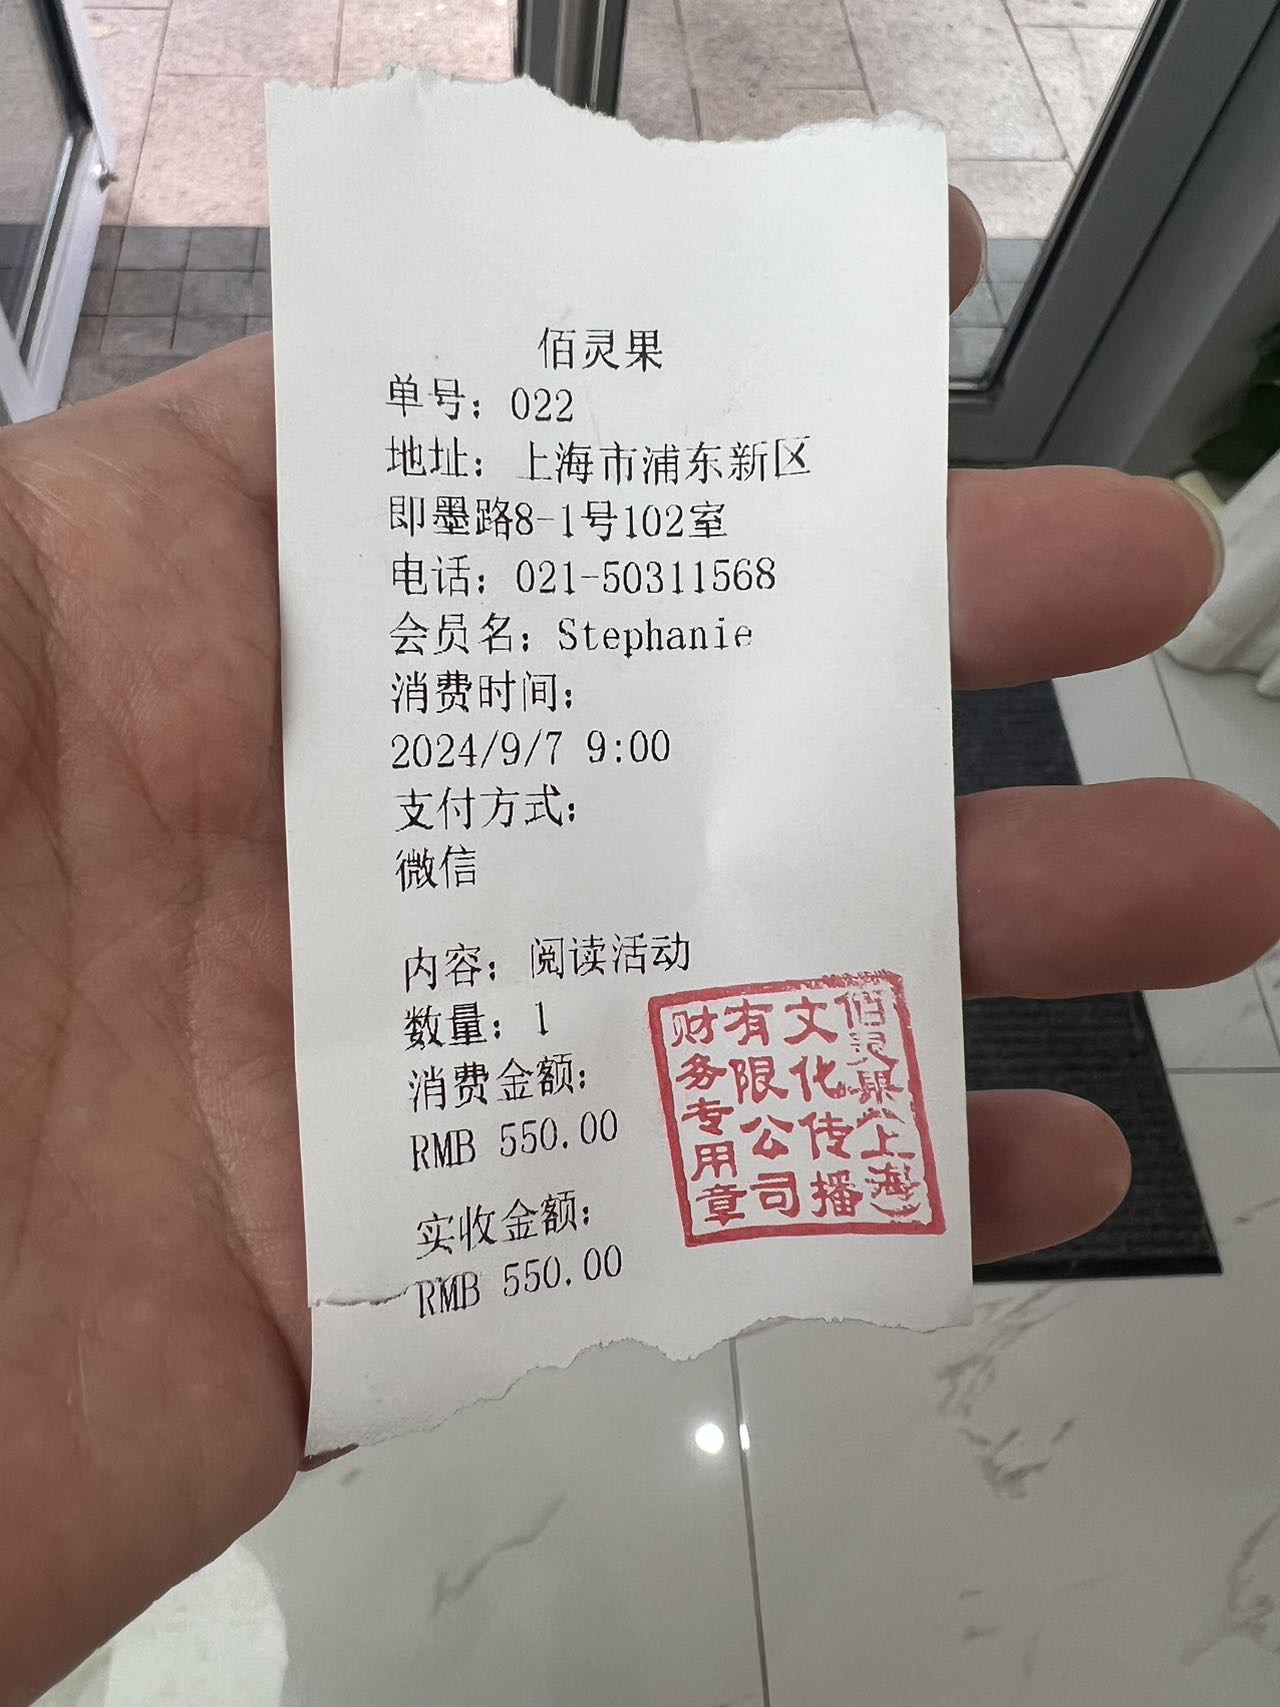 佰灵果
单号：022
地址：上海市浦东新区
即墨路8-1号102室
电话：021-50311568
会员名：Stephanie
消费时间：
2024/9/7 9:00
支付方式：
微信
内容：阅读活动
数量：1
消费金额：
RMB 550.00
实收金额：
RMB 550.00
佰灵果（上海）
文化传播
有限公司
财务专用章